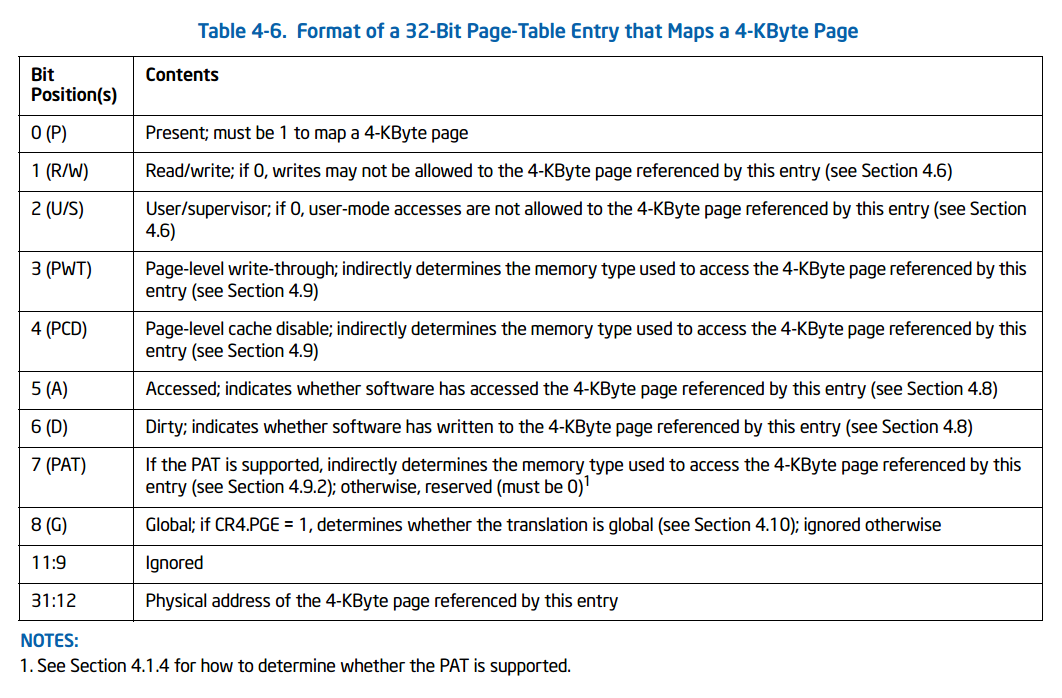 Table 4-6. Format of a 32-Bit Page-Table Entry that Maps a 4-KByte Page
Bit
Position(s)
Contents
0 (P)
Present; must be 1 to map a 4-KByte page
1 (R/W)
Read/write; if 0, writes may not be allowed to the 4-KByte page referenced by this entry (see Section 4.6)
2 (U/S)
User/supervisor; if 0, user-mode accesses are not allowed to the 4-KByte page referenced by this entry (see Section
4.6)
3 (PWT)
Page-level write-through; indirectly determines the memory type used to access the 4-KByte page referenced by this
entry (see Section 4.9)
4 (PCD)
Page-level cache disable; indirectly determines the memory type used to access the 4-KByte page referenced by this
entry (see Section 4.9)
5 (A)
Accessed; indicates whether software has accessed the 4-KByte page referenced by this entry (see Section 4.8)
6 (D)
Dirty; indicates whether software has written to the 4-KByte page referenced by this entry (see Section 4.8)
7 (PAT)
If the PAT is supported, indirectly determines the memory type used to access the 4-KByte page referenced by this
entry (see Section 4.9.2); otherwise, reserved (must be 0)1
8 (G)
Global; if CR4.PGE = 1, determines whether the translation is global (see Section 4.10); ignored otherwise
11:9
Ignored
31:12
Physical address of the 4-KByte page referenced by this entry
NOTES:
1. See Section 4.1.4 for how to determine whether the PAT is supported.